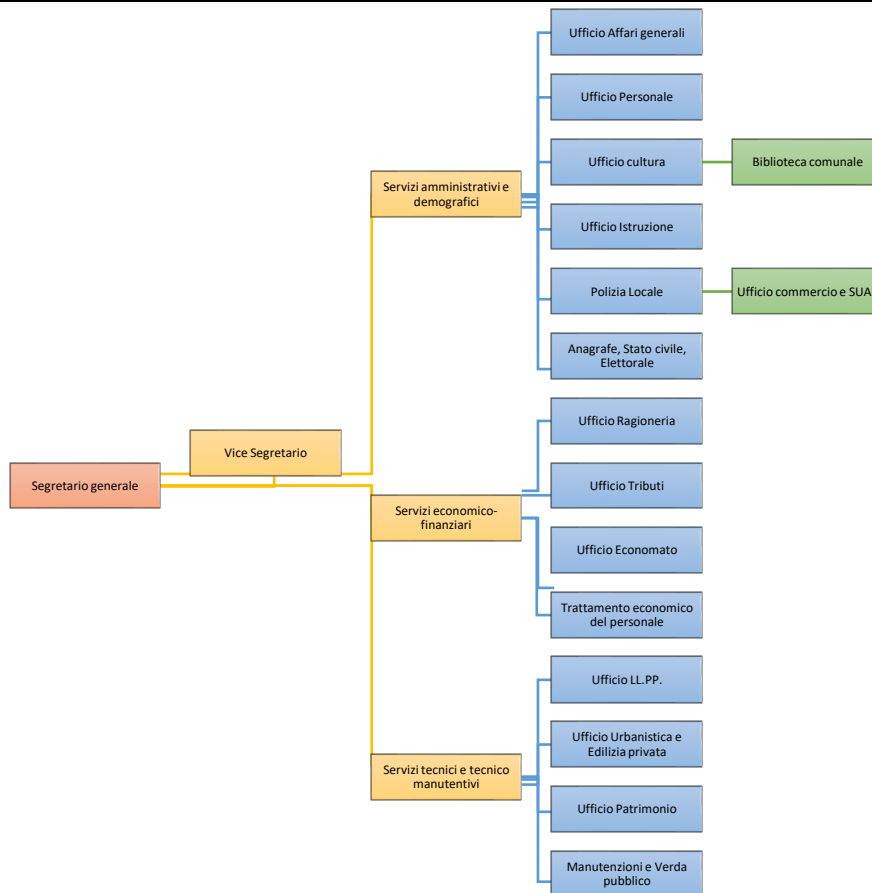 Ufficio Affari generali
Ufficio Personale
Ufficio cultura
Biblioteca comunale
Servizi amministrativi e
demografici
Ufficio Istruzione
Polizia Locale
Ufficio commercio e SUA
Anagrafe, Stato civile,
Elettorale
Ufficio Ragioneria
Vice Segretario
Segretario generale
Ufficio Tributi
Servizi economico-
finanziari
Ufficio Economato
Trattamento economico
del personale
Ufficio LL.PP.
Ufficio Urbanistica e
Edilizia privata
Servizi tecnici e tecnico
manutentivi
Ufficio Patrimonio
Manutenzioni e Verda
pubblico